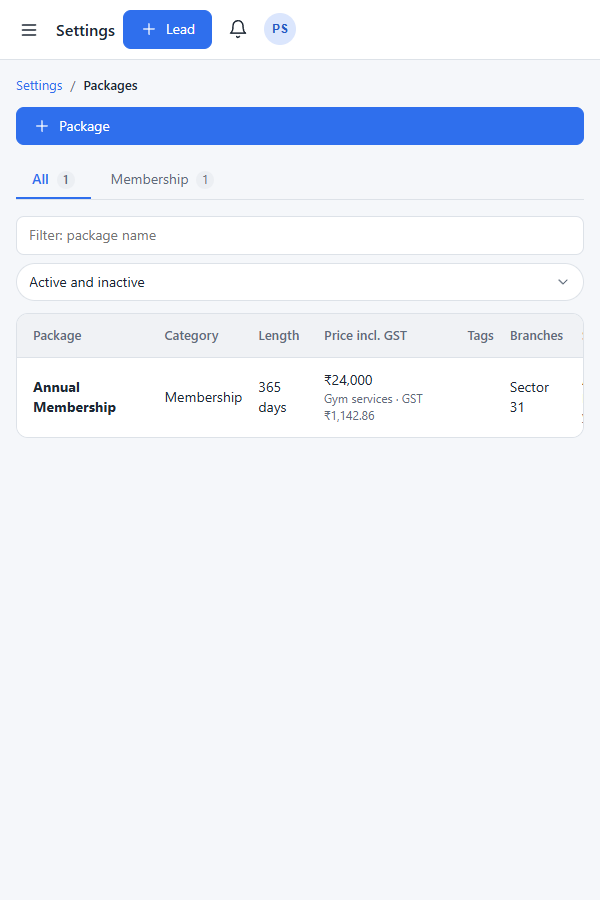 Settings
+ Lead
PS
Settings / Packages
+ Package
All 1
Membership 1
Filter: package name
Active and inactive
Package Category Length Price incl. GST Tags Branches
Annual Membership
Membership
365 days
₹24,000
Gym services · GST ₹1,142.86
Sector 31